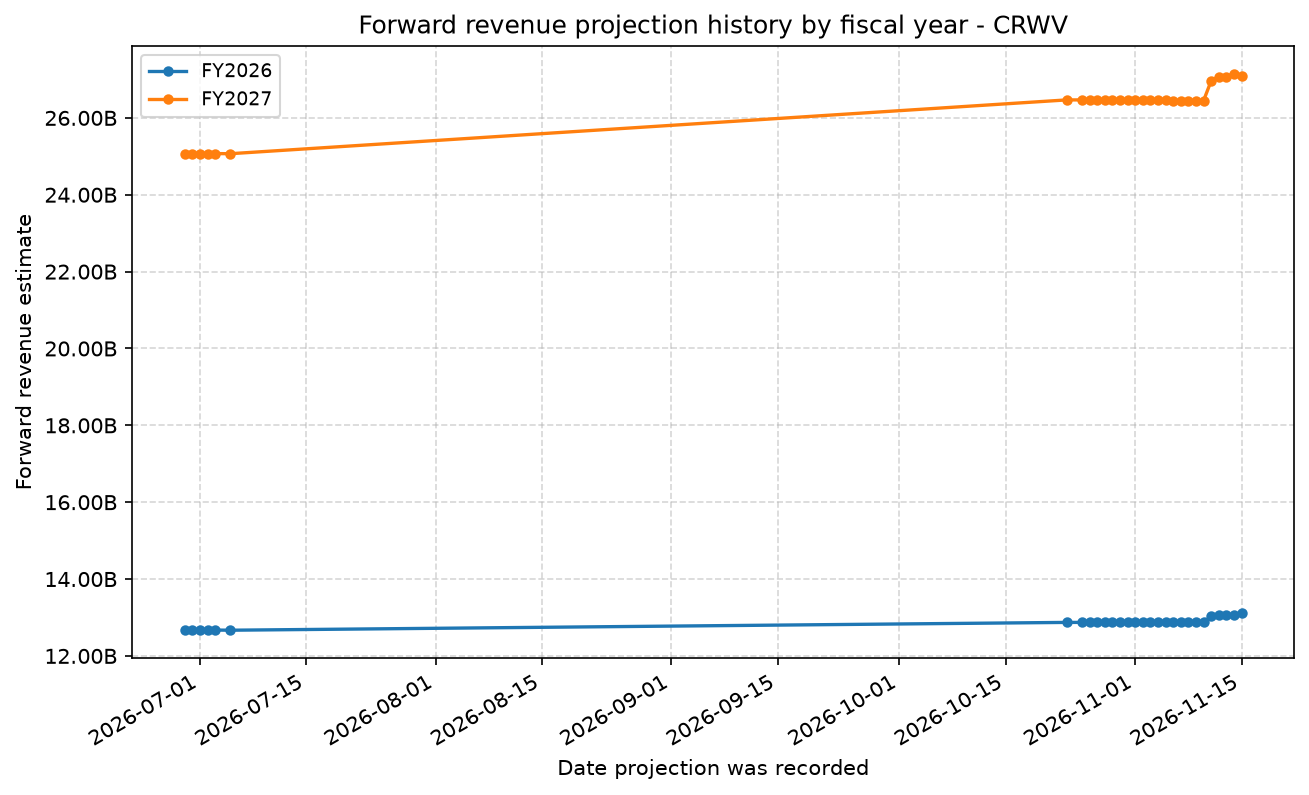 Forward revenue projection history by fiscal year - CRWV
FY2026
FY2027
Forward revenue estimate
26.00B
24.00B
22.00B
20.00B
18.00B
16.00B
14.00B
12.00B
2026-07-01
2026-07-15
2026-08-01
2026-08-15
2026-09-01
2026-09-15
2026-10-01
2026-10-15
2026-11-01
2026-11-15
Date projection was recorded